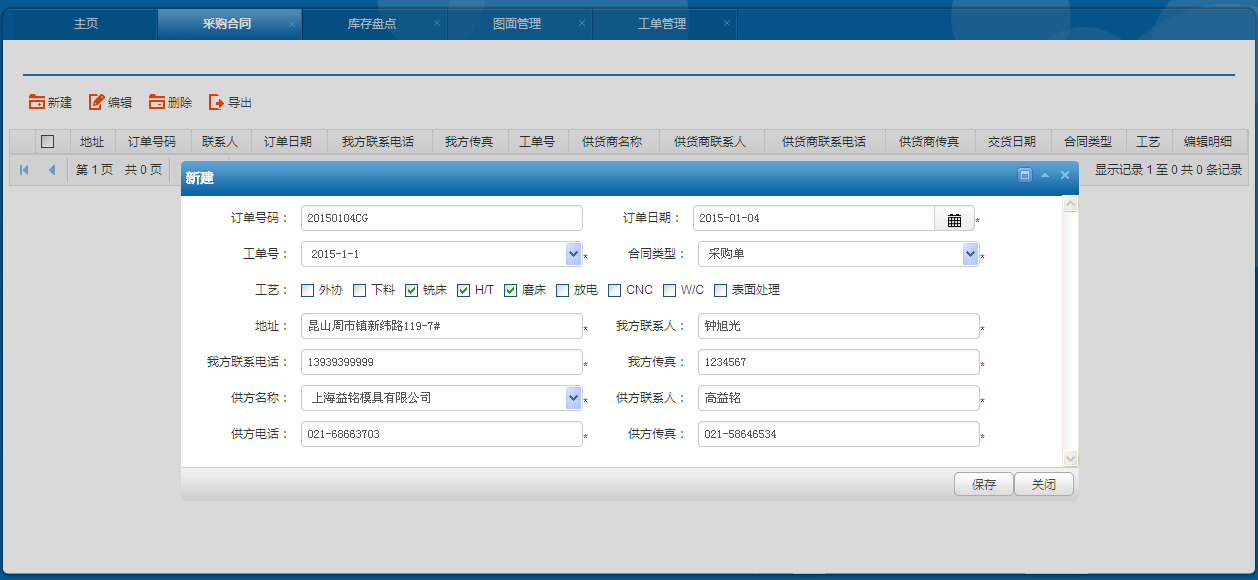 主页 采购合同 库存盘点 图面管理 工单管理
新建 编辑 删除 导出
地址 订单号码 联系人 订单日期 我方联系电话 我方传真 工单号 供货商名称 供货商联系人 供货商联系电话 供货商传真 交货日期 合同类型 工艺 编辑明细
第 1 页 共 0 页 显示记录 1 至 0 共 0 条记录
新建
订单号码： 20150104CG 订单日期： 2015-01-04 *
工单号： 2015-1-1 * 合同类型： 采购单 *
工艺： 外协 下料 铣床 H/T 磨床 放电 CNC W/C 表面处理
地址： 昆山周市镇新纬路119-7# * 我方联系人： 钟旭光 *
我方联系电话： 13939399999 * 我方传真： 1234567 *
供方名称： 上海益铭模具有限公司 * 供方联系人： 高益铭 *
供方电话： 021-68663703 * 供方传真： 021-58646534 *
保存 关闭